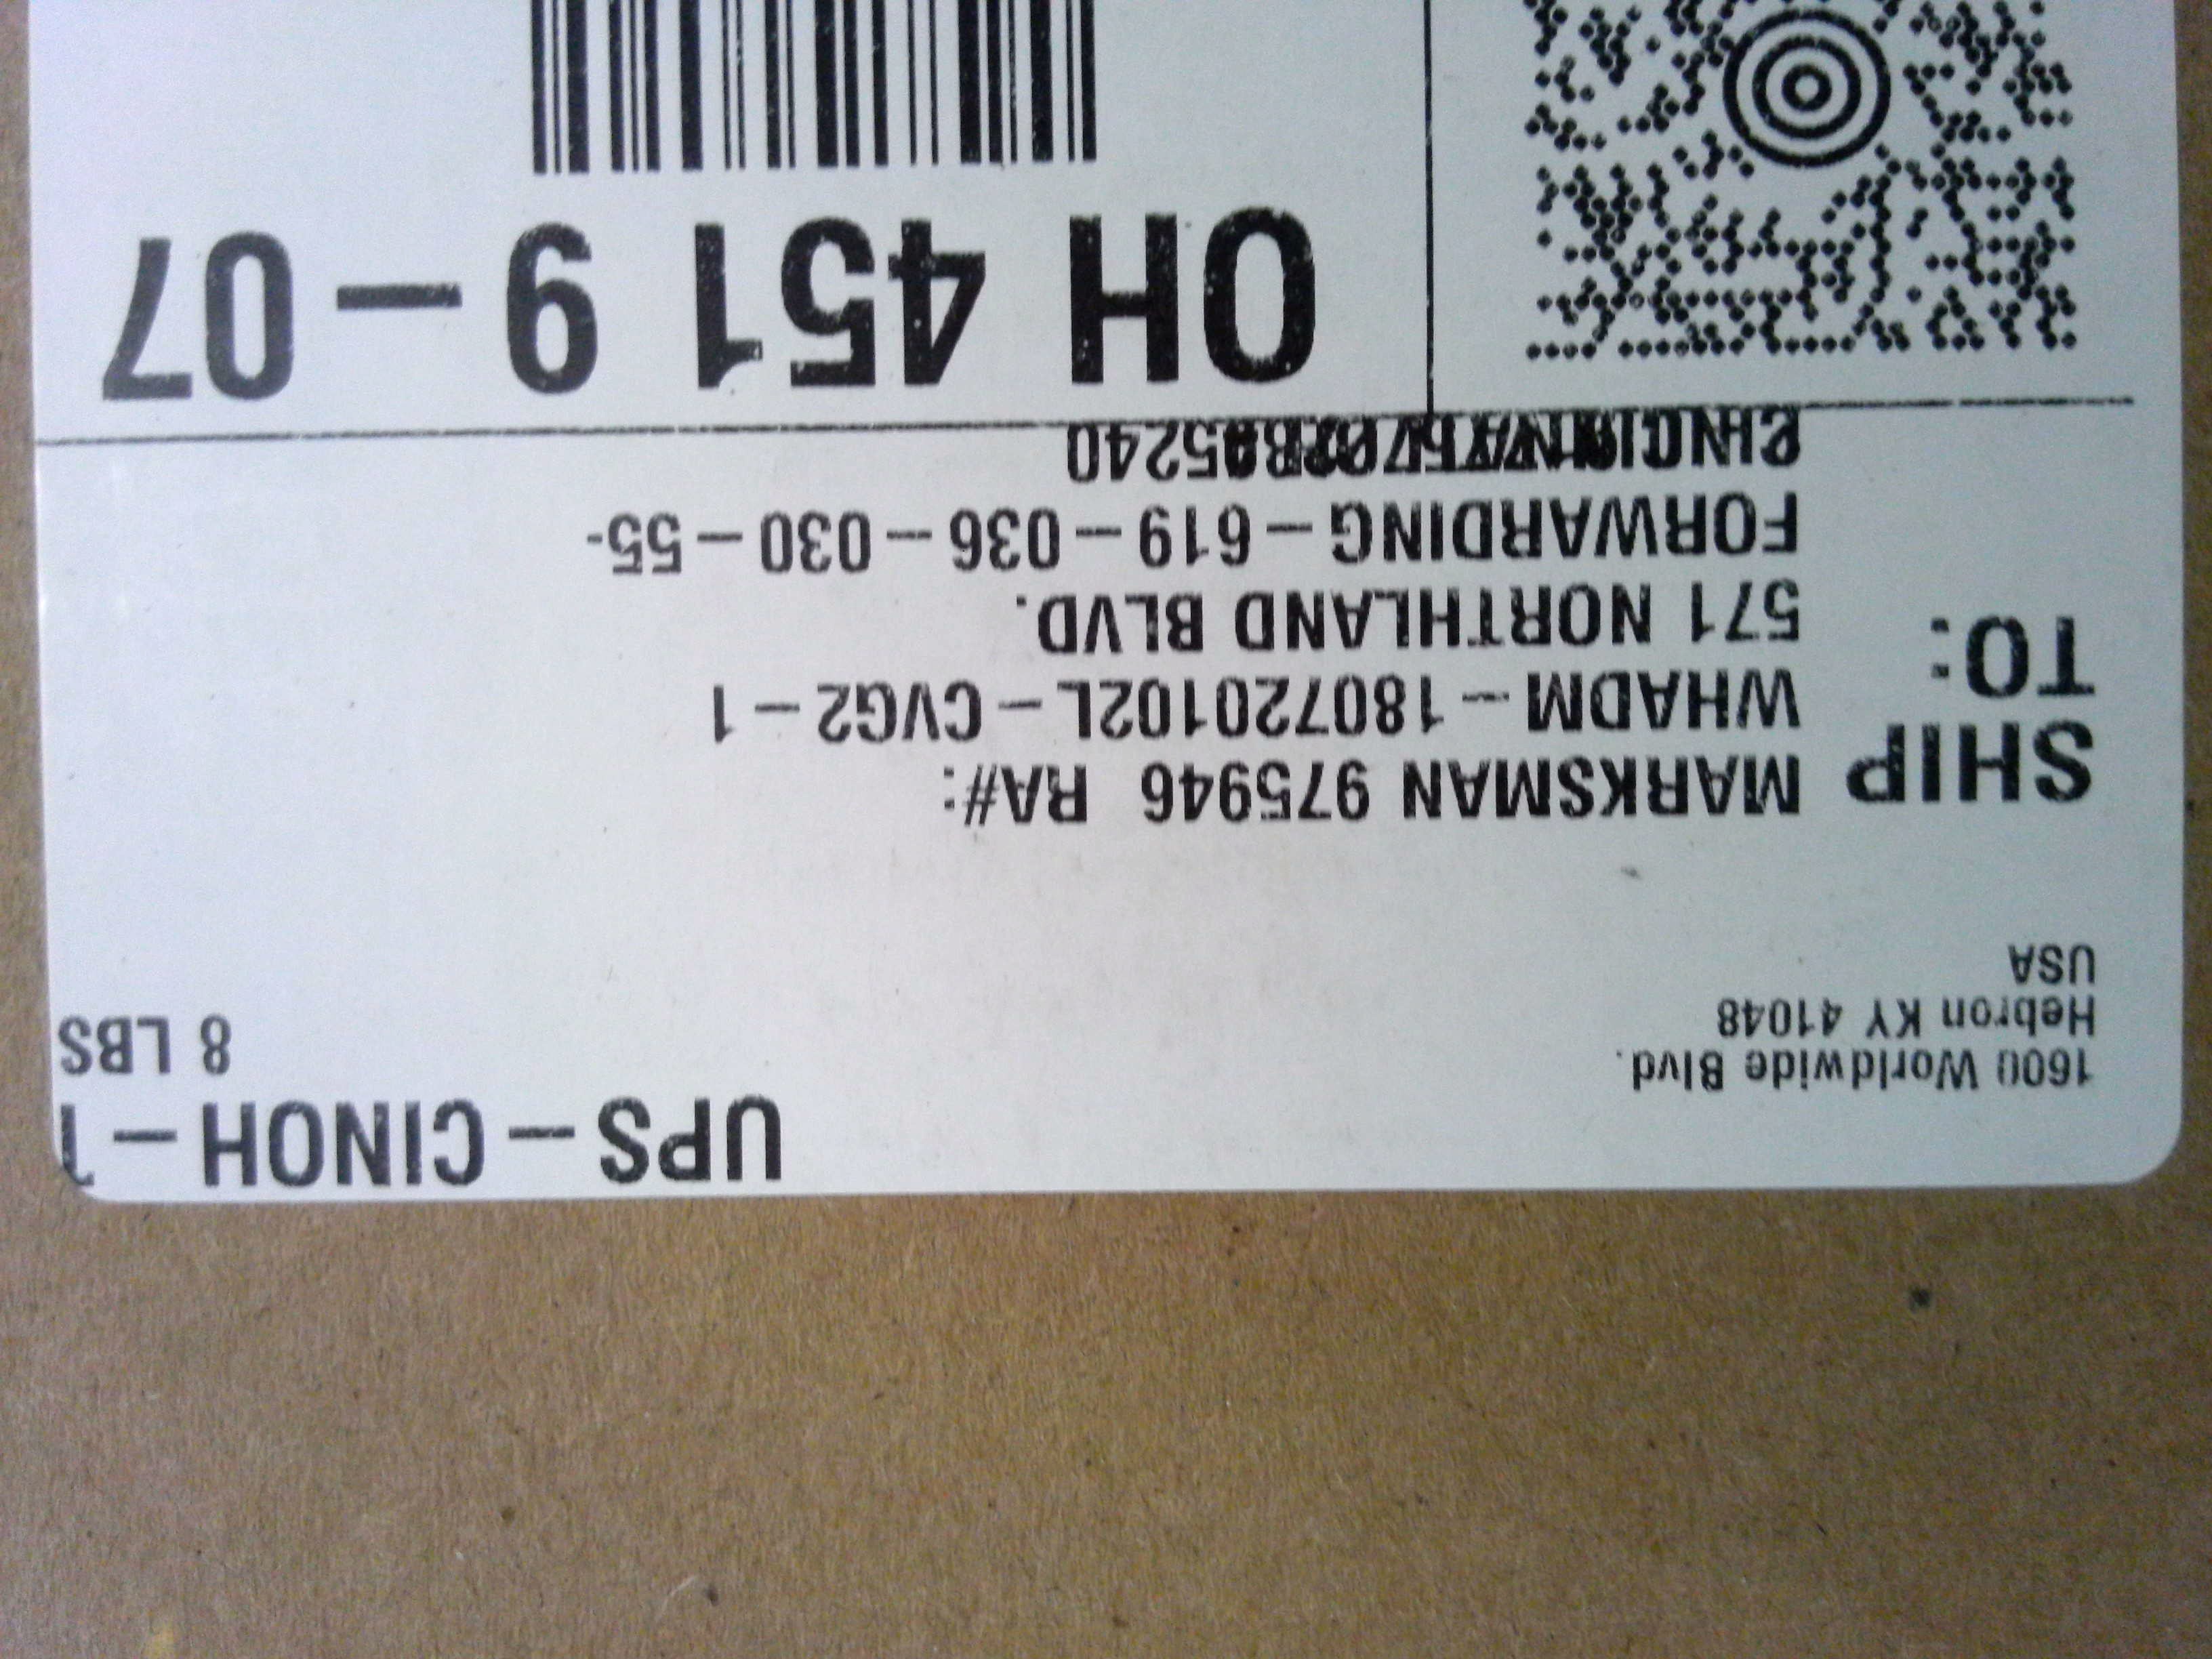 UPS - CINOH - 1
8 LBS
1600 Worldwide Blvd.
Hebron KY 41048
USA
SHIP
TO:
MARKSMAN 975946 RA#:
WHADM - 180720102L - CVG2 - 1
571 NORTHLAND BLVD.
FORWARDING - 619 - 036 - 030 - 55-
45240
OH 451 9 - 07